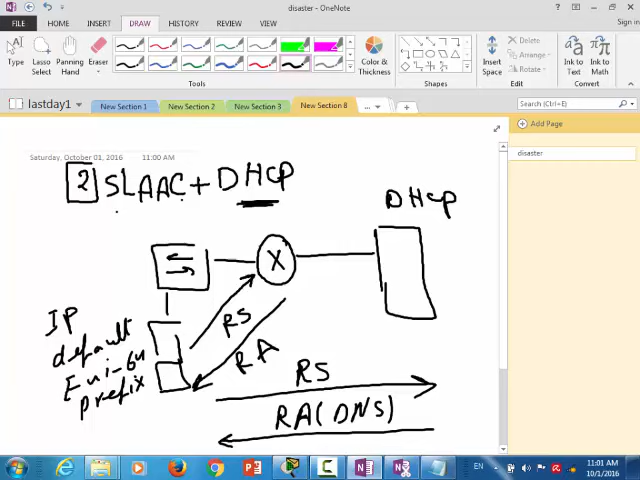 disaster - OneNote
Sign in
FILE HOME INSERT DRAW HISTORY REVIEW VIEW
Type
Lasso Select
Panning Hand
Eraser
Color & Thickness
Insert Space
Delete
Arrange
Rotate
Ink to Text
Ink to Math
Tools
Shapes
Edit
Convert
lastday1
New Section 1 New Section 2 New Section 3 New Section 8 ... +
Search (Ctrl+E)
Add Page
disaster
Saturday, October 01, 2016 11:00 AM
2 SLAAC + DHCP
DHCP
X
IP
default
Eui-64
prefix
RS
RA
RS
RA(DNS)
EN
11:01 AM
10/1/2016